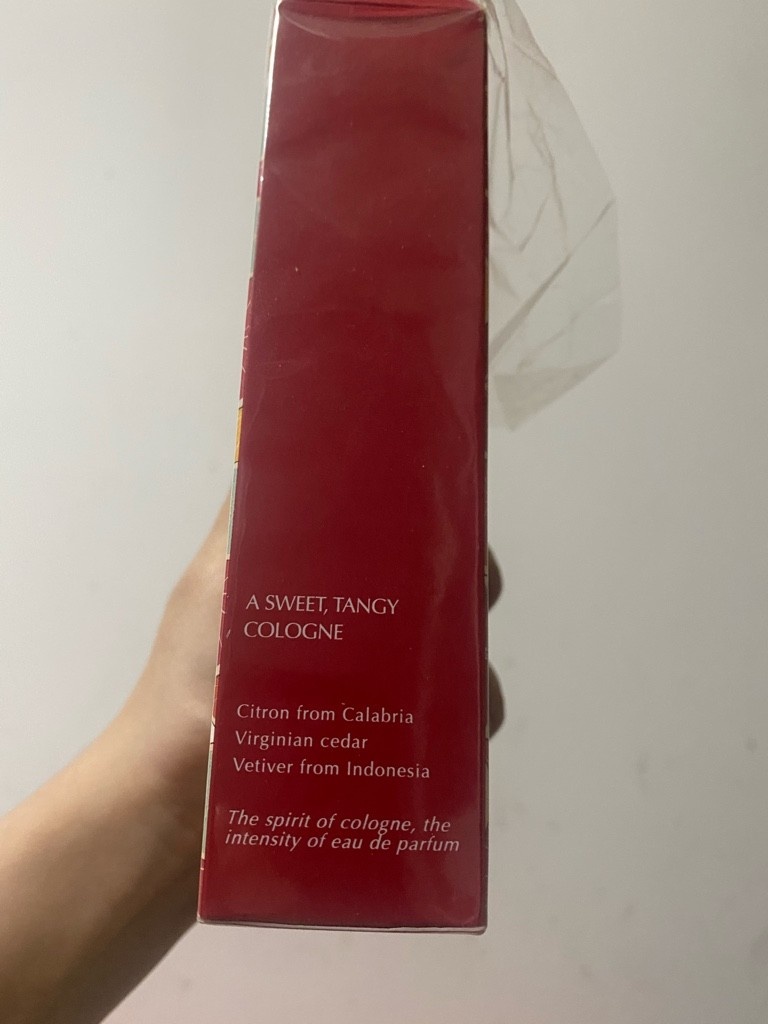 A SWEET, TANGY
COLOGNE
Citron from Calabria
Virginian cedar
Vetiver from Indonesia
The spirit of cologne, the
intensity of eau de parfum